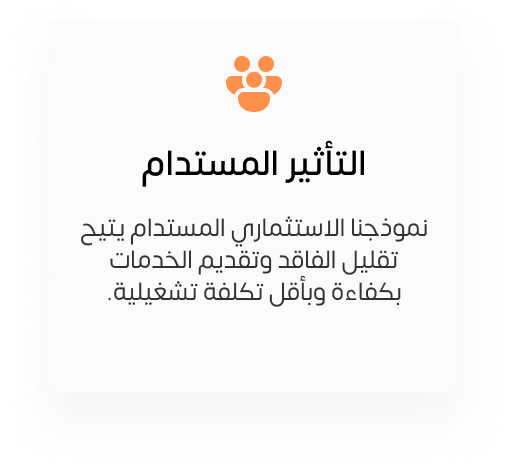 التأثير المستدام
نموذجنا الاستثماري المستدام يتيح
تقليل الفاقد وتقديم الخدمات
بكفاءة وبأقل تكلفة تشغيلية.